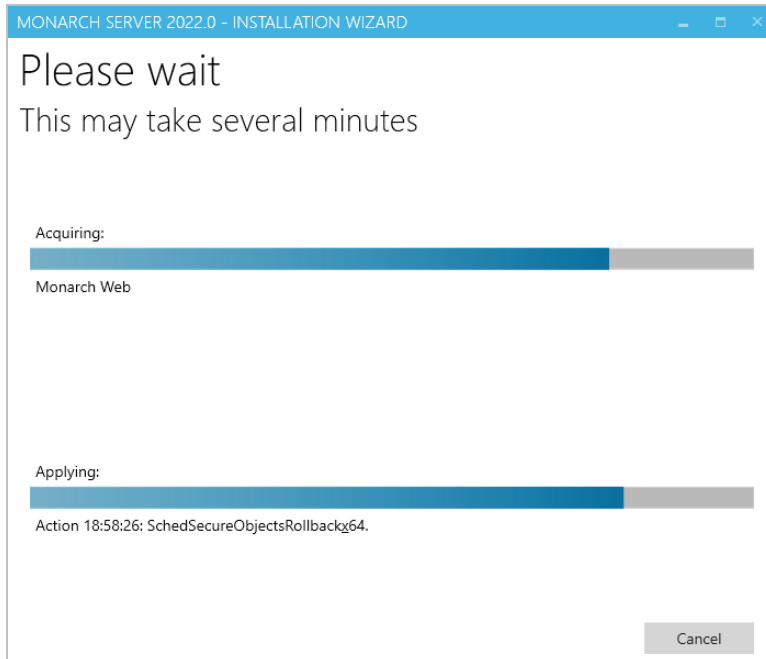 MONARCH SERVER 2022.0 - INSTALLATION WIZARD
Please wait
This may take several minutes
Acquiring:
Monarch Web
Applying:
Action 18:58:26: SchedSecureObjectsRollbackx64.
Cancel